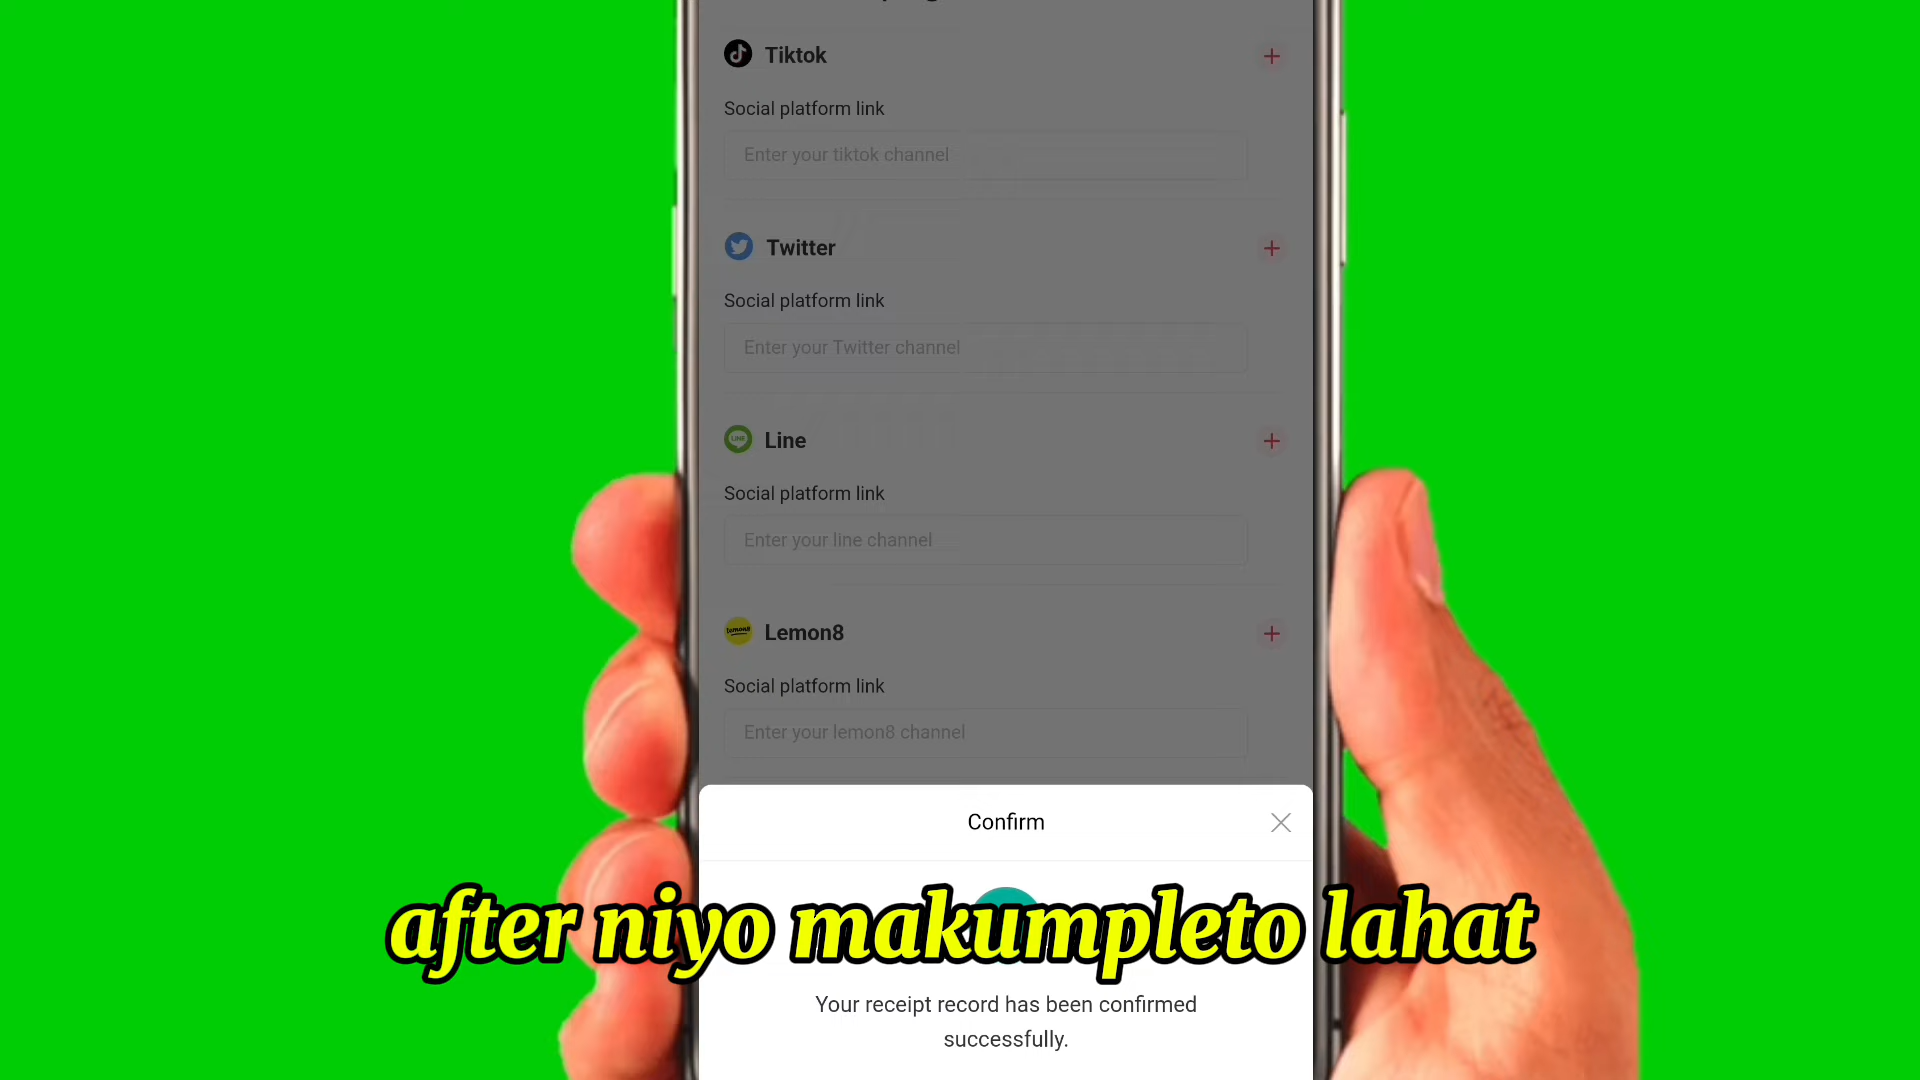 Tiktok
Social platform link
Enter your tiktok channel
Twitter
Social platform link
Enter your Twitter channel
LINE
Line
Social platform link
Enter your line channel
lemon8
Lemon8
Social platform link
Enter your lemon8 channel
Confirm
after niyo makumpleto lahat
Your receipt record has been confirmed
successfully.